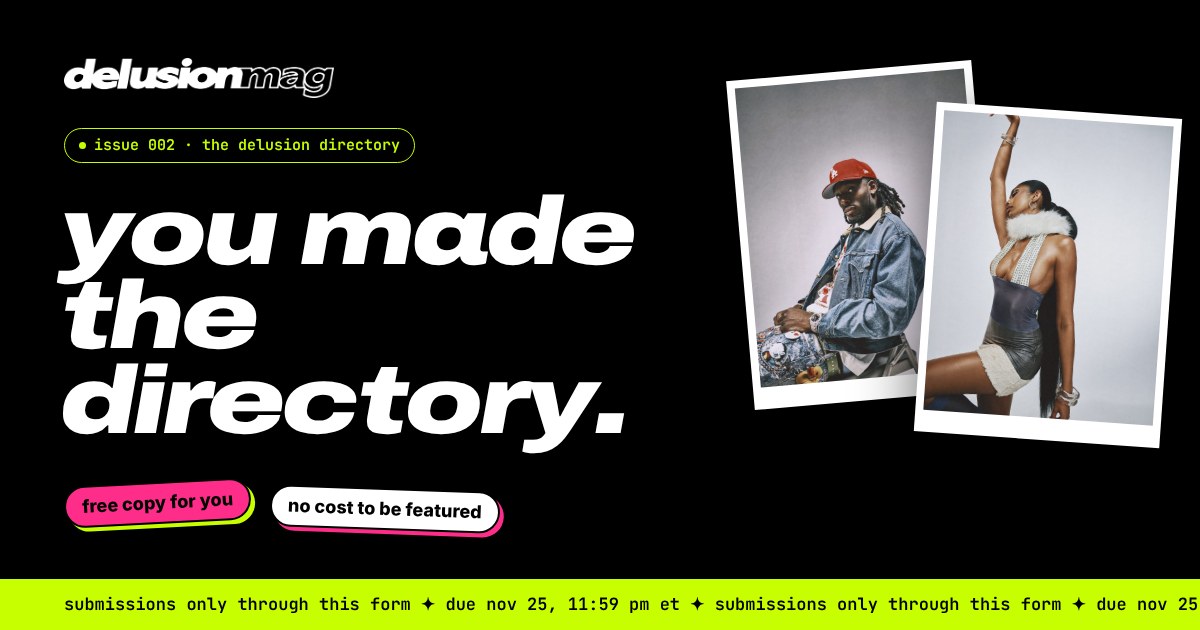 delusionmag
issue 002 · the delusion directory
you made
the
directory.
free copy for you
no cost to be featured
submissions only through this form ✦ due nov 25, 11:59 pm et ✦ submissions only through this form ✦ due nov 25